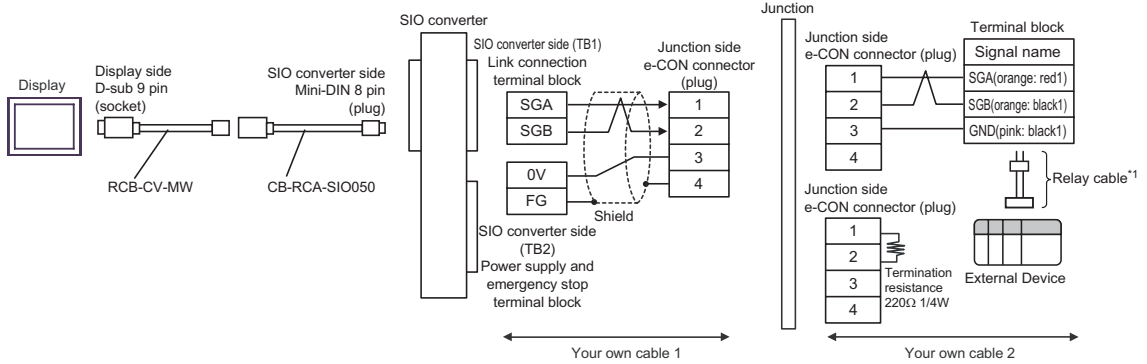 Display
Display side
D-sub 9 pin
(socket)
RCB-CV-MW
SIO converter side
Mini-DIN 8 pin
(plug)
CB-RCA-SIO050
SIO converter
SIO converter side (TB1)
Link connection
terminal block
SGA
SGB
0V
FG
Shield
SIO converter side
(TB2)
Power supply and
emergency stop
terminal block
Junction side
e-CON connector
(plug)
1
2
3
4
Your own cable 1
Junction
Junction side
e-CON connector (plug)
1
2
3
4
Terminal block
Signal name
SGA(orange: red1)
SGB(orange: black1)
GND(pink: black1)
Relay cable*1
External Device
Junction side
e-CON connector (plug)
1
2
3
4
Termination
resistance
220Ω 1/4W
Your own cable 2